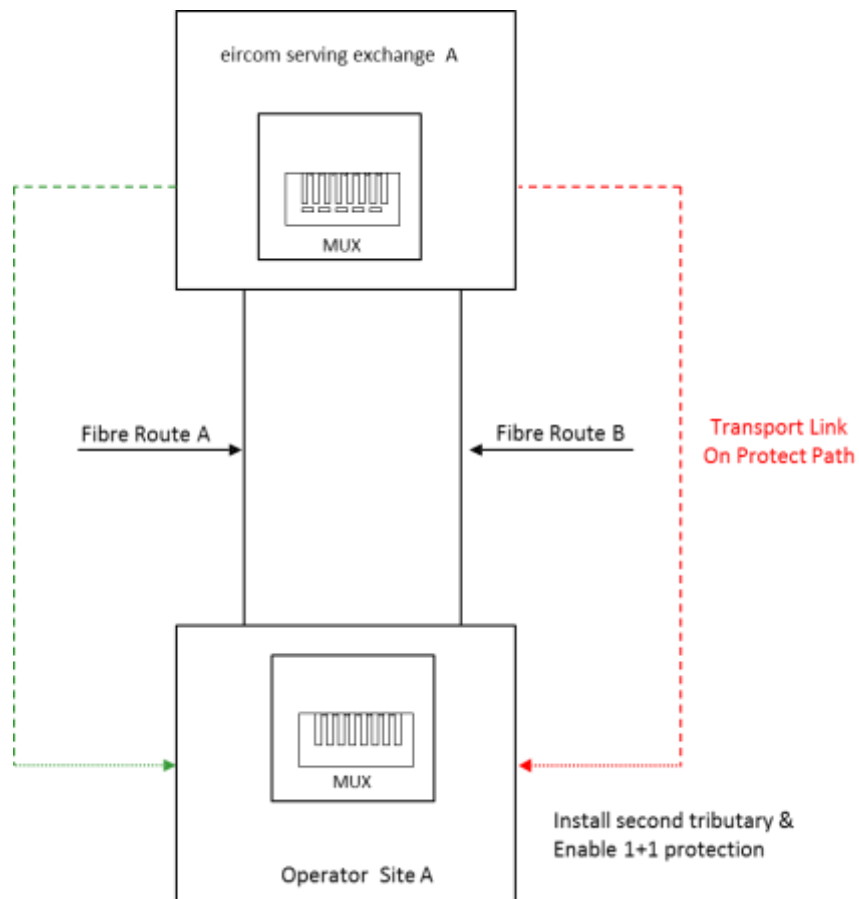 eircom serving exchange A
MUX
Fibre Route A
Fibre Route B
Transport Link
On Protect Path
MUX
Install second tributary &
Enable 1+1 protection
Operator Site A